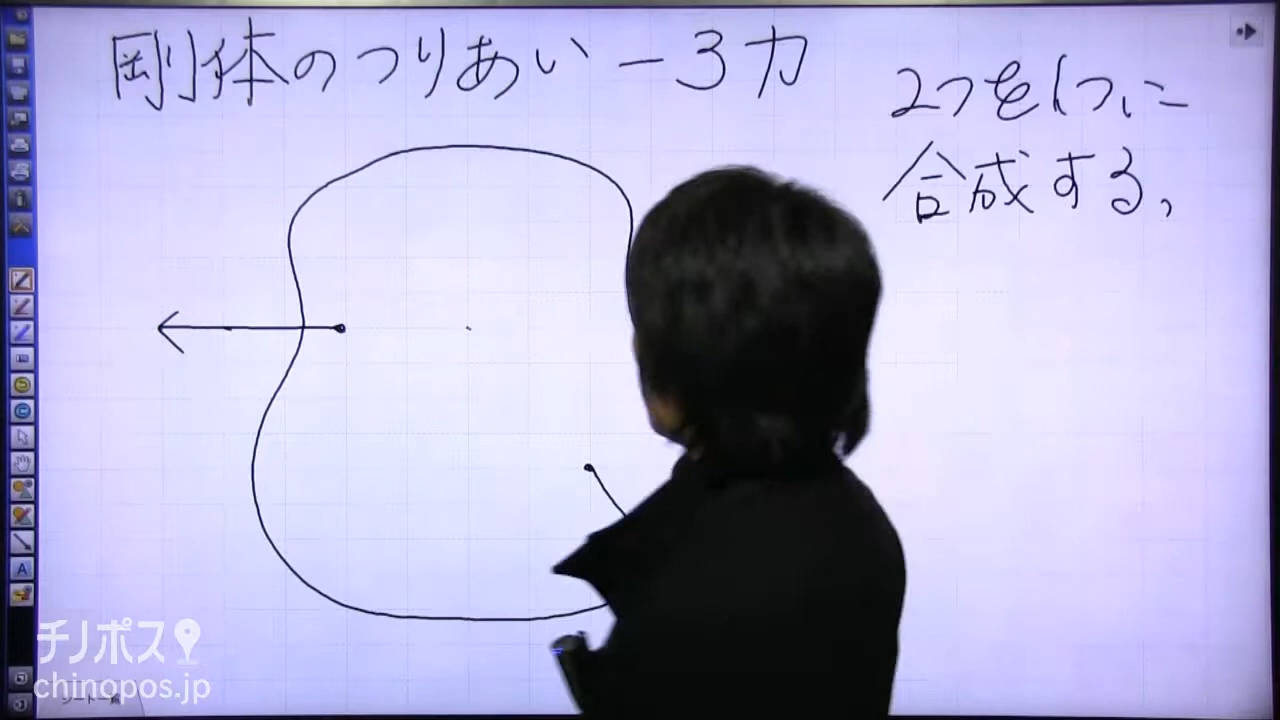 剛体のつりあい-3力
2つを1つに
合成する,
チノポス
chinopos.jp